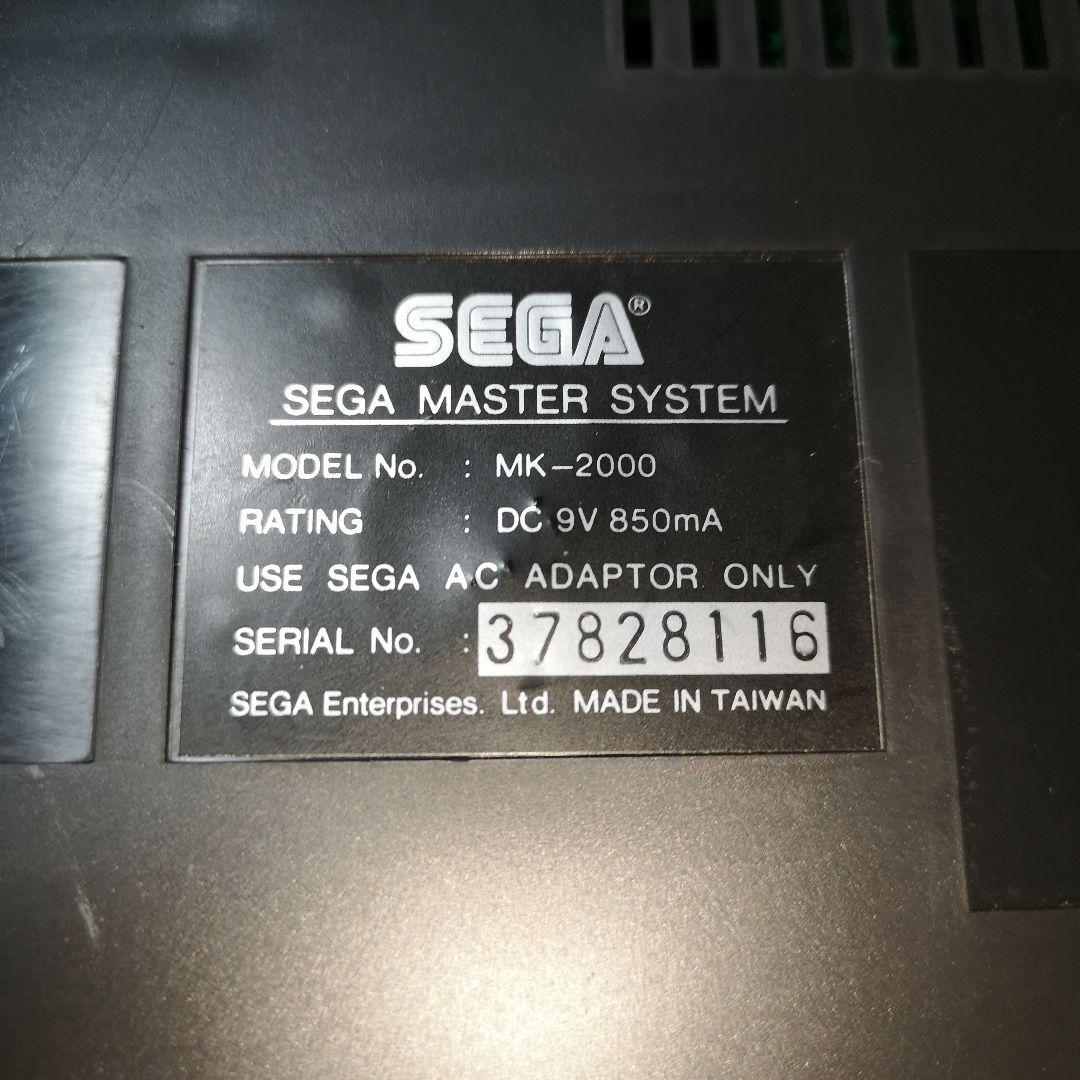 SEGA®
SEGA MASTER SYSTEM
MODEL No. : MK-2000
RATING : DC 9V 850mA
USE SEGA AC ADAPTOR ONLY
SERIAL No. : 37828116
SEGA Enterprises. Ltd. MADE IN TAIWAN